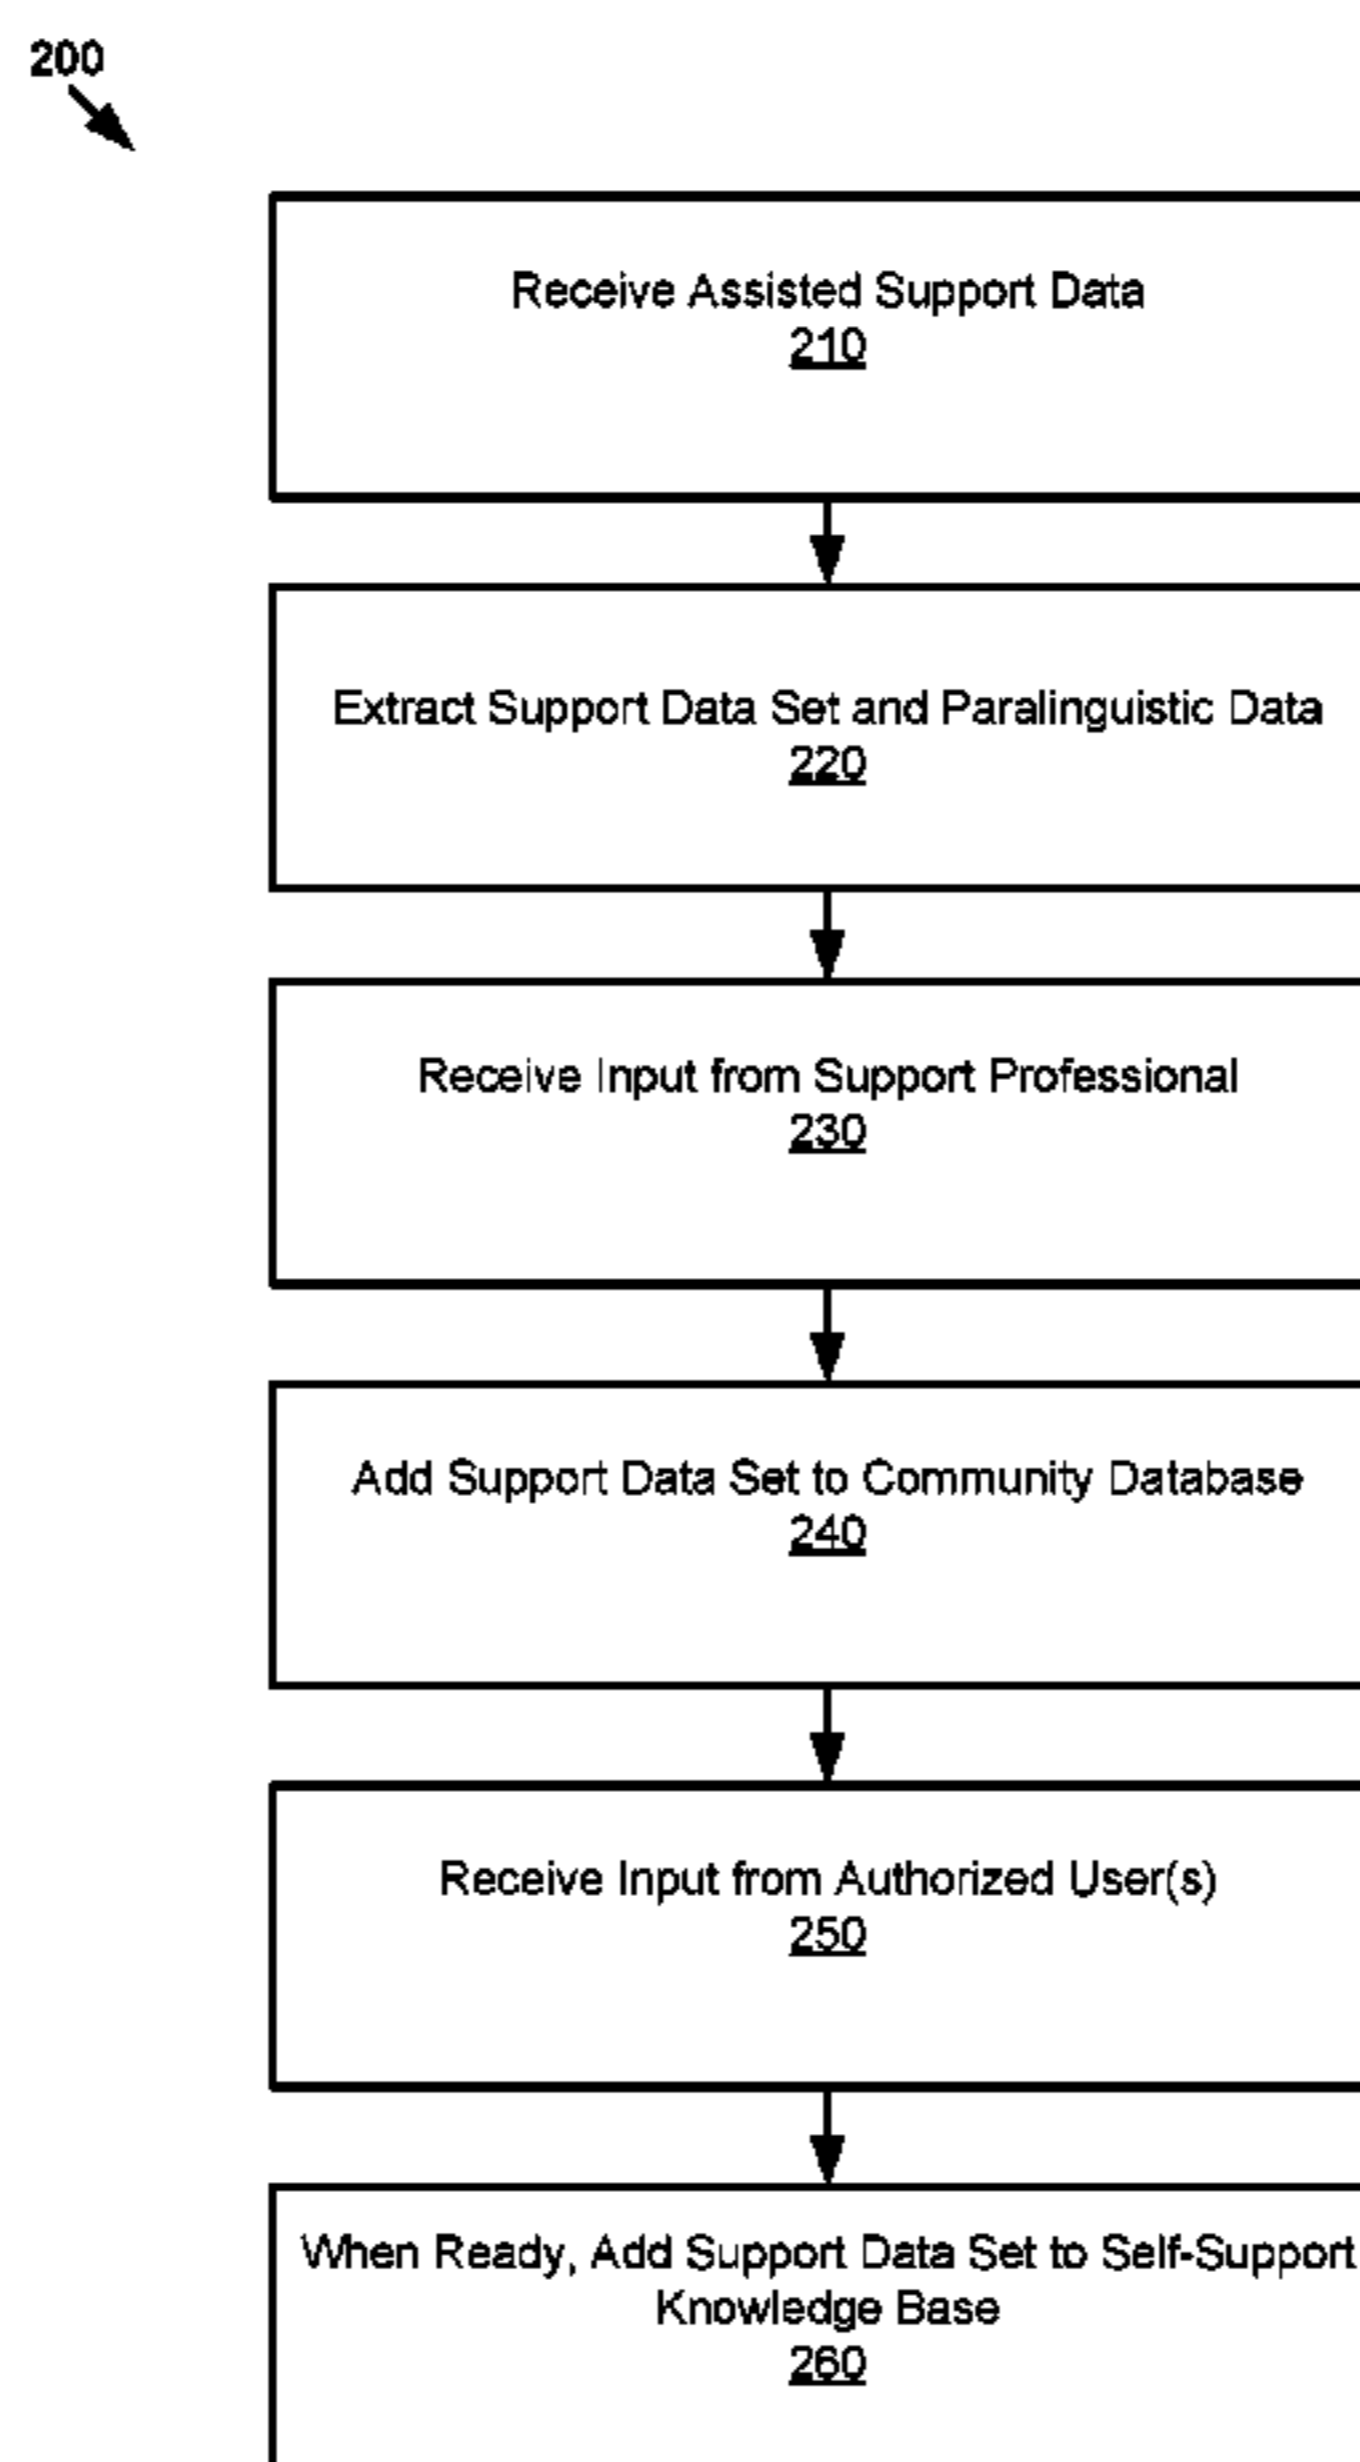 200
Receive Assisted Support Data
210
Extract Support Data Set and Paralinguistic Data
220
Receive Input from Support Professional
230
Add Support Data Set to Community Database
240
Receive Input from Authorized User(s)
250
When Ready, Add Support Data Set to Self-Support
Knowledge Base
260